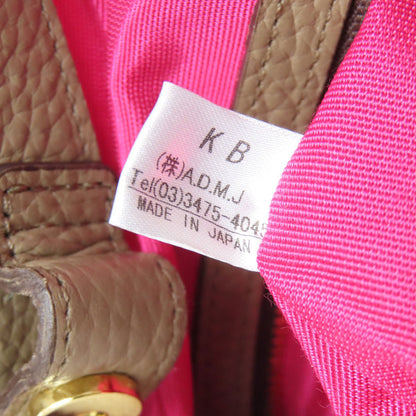 K B
(株)A.D.M.J
Tel(03)3475-4045
MADE IN JAPAN